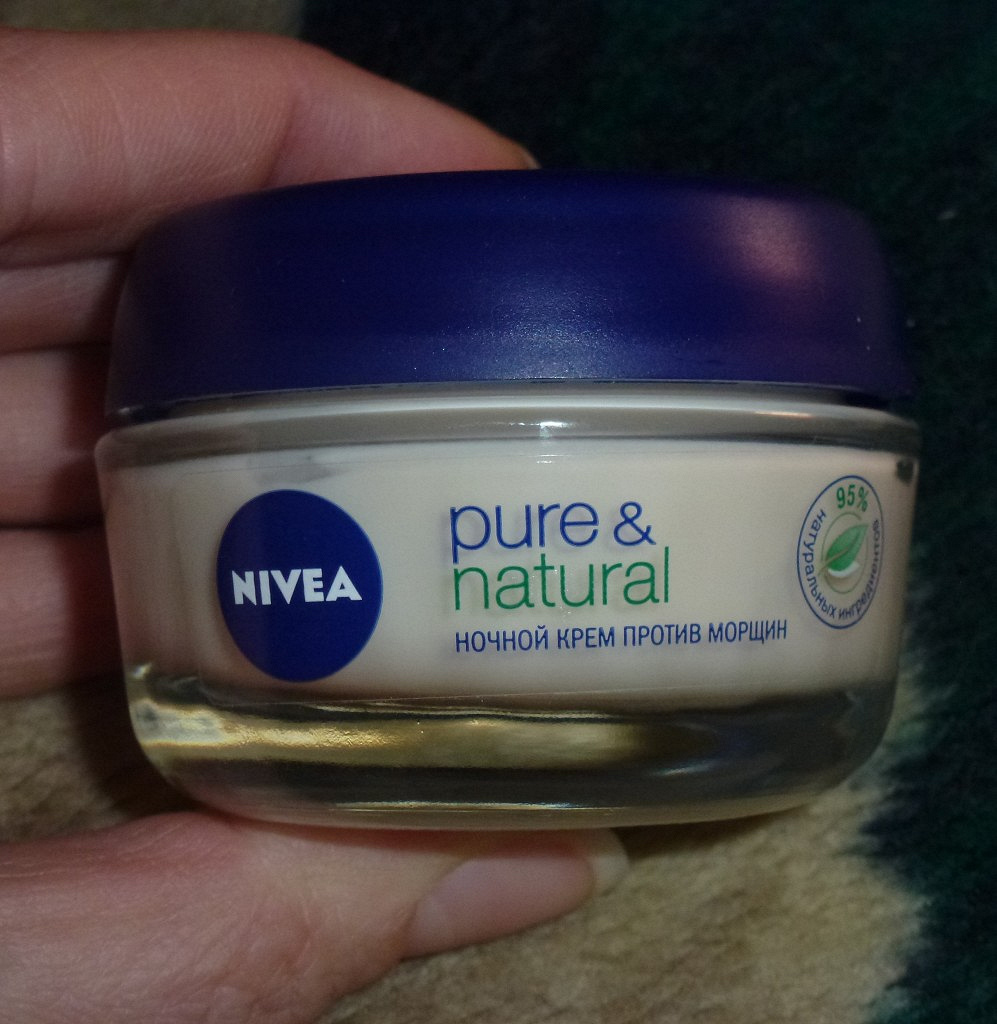 NIVEA
pure &
natural
НОЧНОЙ КРЕМ ПРОТИВ МОРЩИН
95%
натуральных ингредиентов